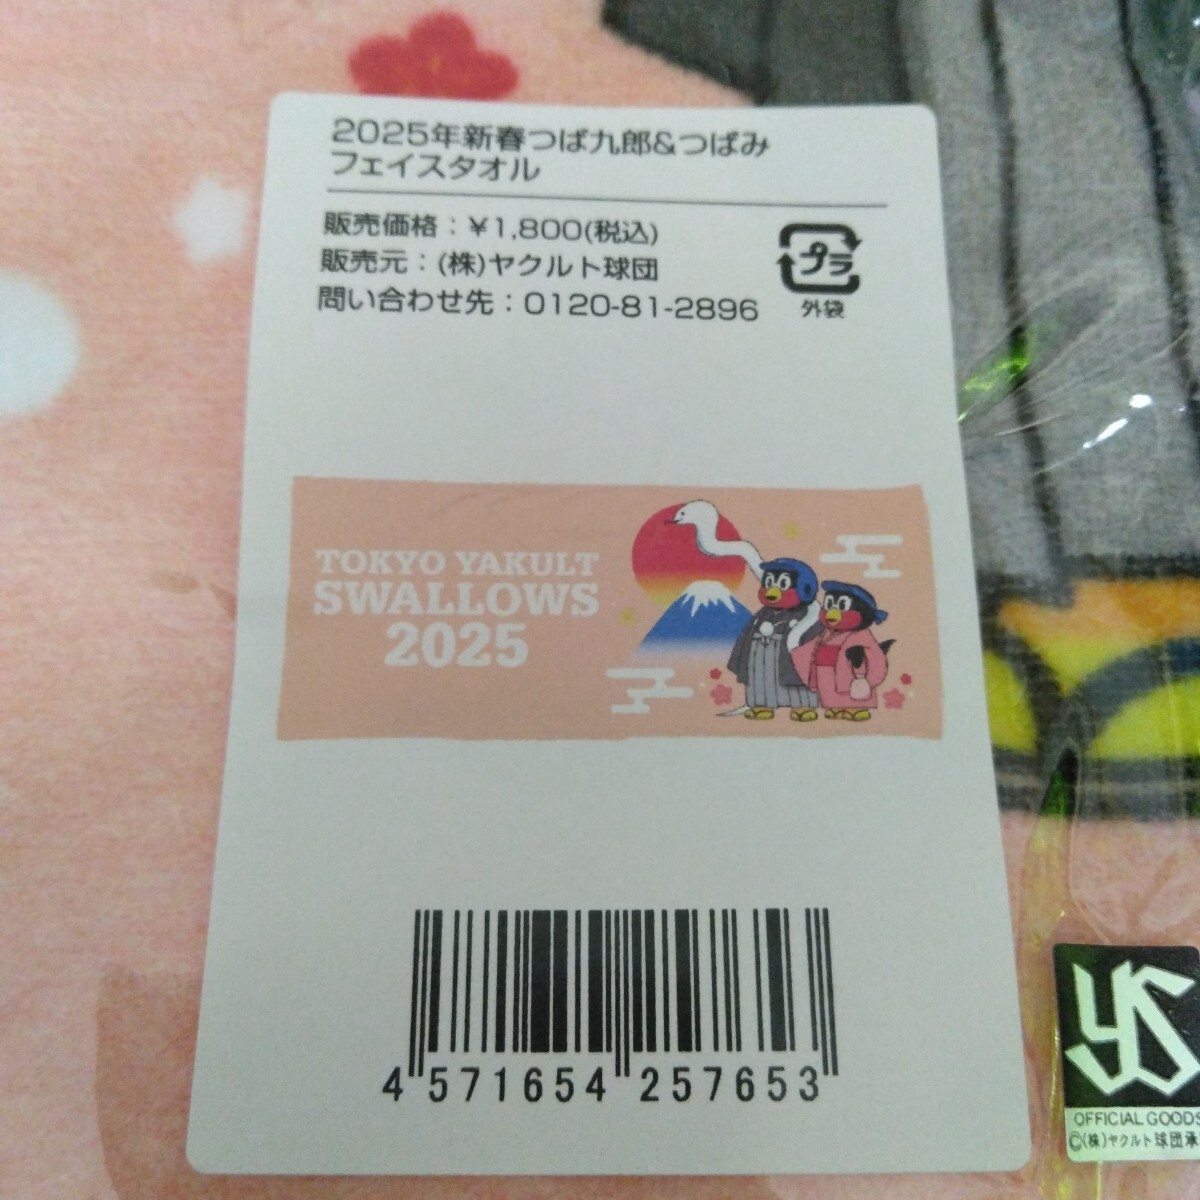 2025年新春つば九郎&つばみ
フェイスタオル
販売価格：¥1,800(税込)
販売元：(株)ヤクルト球団
問い合わせ先：0120-81-2896
プラ
外袋
TOKYO YAKULT
SWALLOWS
2025
4 571654 257653
YS
OFFICIAL GOODS
©(株)ヤクルト球団承